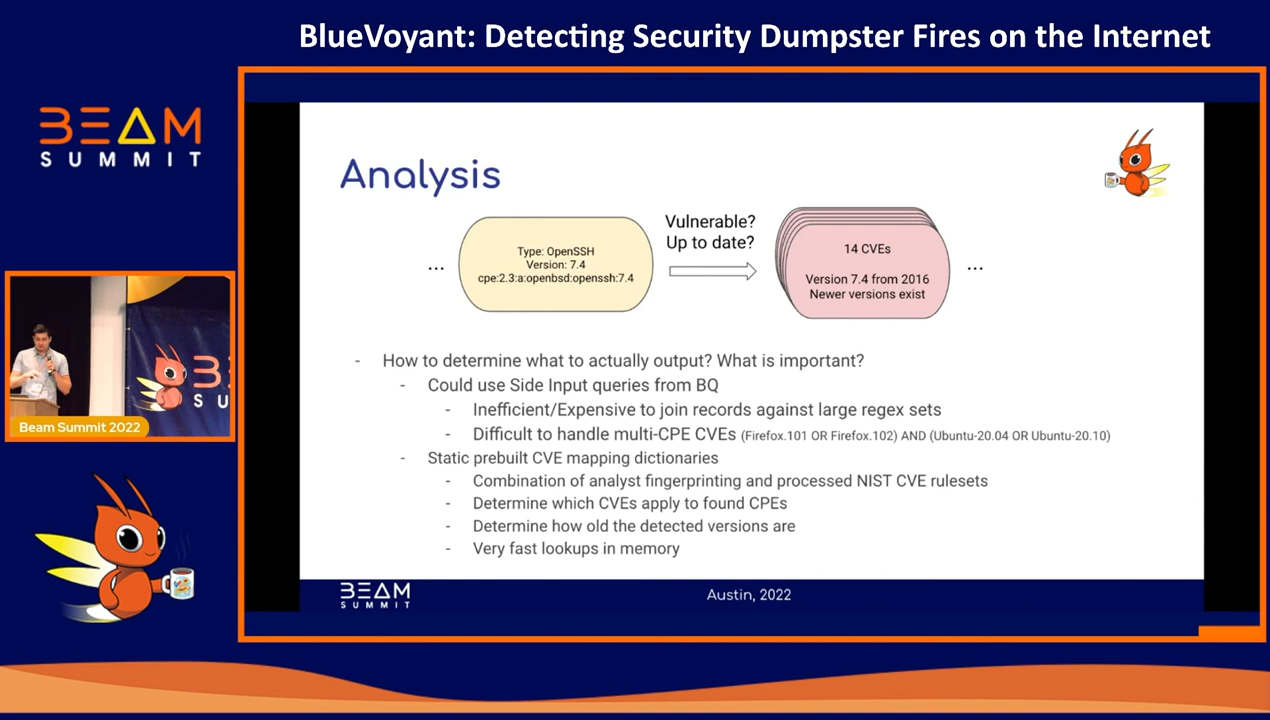 BlueVoyant: Detecting Security Dumpster Fires on the Internet
BEAM
SUMMIT
Analysis
...
Type: OpenSSH
Version: 7.4
cpe:2.3:a:openbsd:openssh:7.4
Vulnerable?
Up to date?
14 CVEs
Version 7.4 from 2016
Newer versions exist
...
- How to determine what to actually output? What is important?
- Could use Side Input queries from BQ
- Inefficient/Expensive to join records against large regex sets
- Difficult to handle multi-CPE CVEs (Firefox.101 OR Firefox.102) AND (Ubuntu-20.04 OR Ubuntu-20.10)
- Static prebuilt CVE mapping dictionaries
- Combination of analyst fingerprinting and processed NIST CVE rulesets
- Determine which CVEs apply to found CPEs
- Determine how old the detected versions are
- Very fast lookups in memory
B
S U
Beam Summit 2022
BEAM
SUMMIT
Austin, 2022